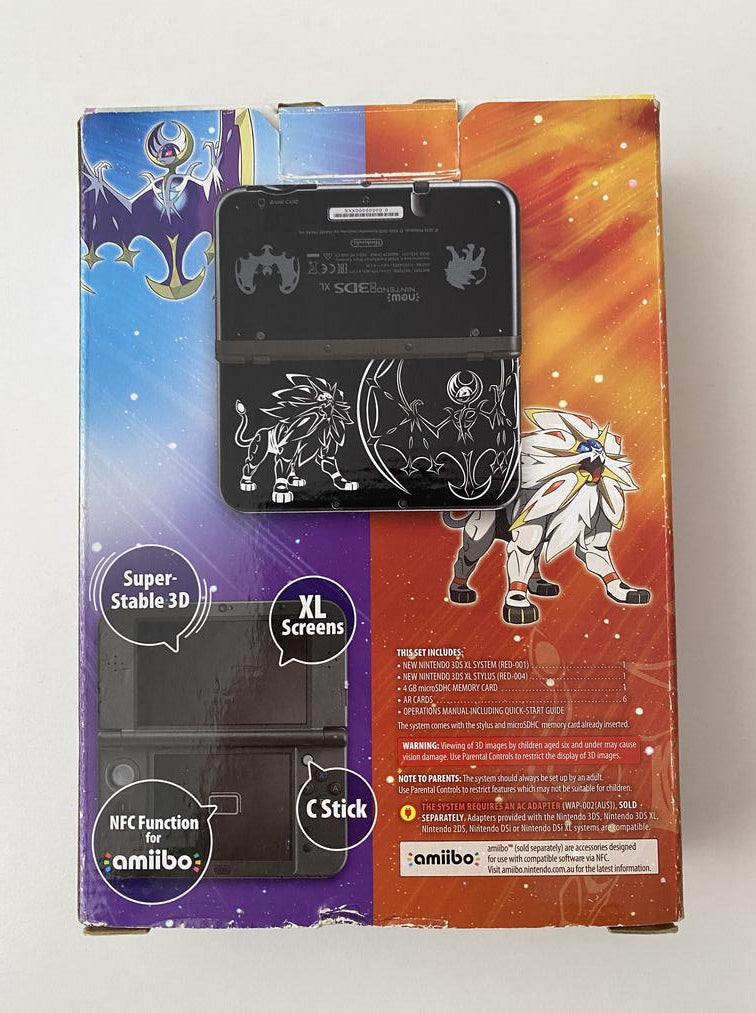 0 0000000XXX
Nintendo
new
NINTENDO
3DS XL
Super-
Stable 3D
XL
Screens
C Stick
NFC Function
for
amiibo
THIS SET INCLUDES:
• NEW NINTENDO 3DS XL SYSTEM (RED-001) 1
• NEW NINTENDO 3DS XL STYLUS (RED-004) 1
• 4 GB microSDHC MEMORY CARD 1
• AR CARDS 6
• OPERATIONS MANUAL INCLUDING QUICK-START GUIDE
The system comes with the stylus and microSDHC memory card already inserted.
WARNING: Viewing of 3D images by children aged six and under may cause
vision damage. Use Parental Controls to restrict the display of 3D images.
NOTE TO PARENTS: The system should always be set up by an adult.
Use Parental Controls to restrict features which may not be suitable for children.
THE SYSTEM REQUIRES AN AC ADAPTER (WAP-002(AUS)), SOLD
SEPARATELY. Adapters provided with the Nintendo 3DS, Nintendo 3DS XL,
Nintendo 2DS, Nintendo DSi or Nintendo DSi XL systems are compatible.
amiibo
amiibo™ (sold separately) are accessories designed
for use with compatible software via NFC.
Visit amiibo.nintendo.com.au for the latest information.